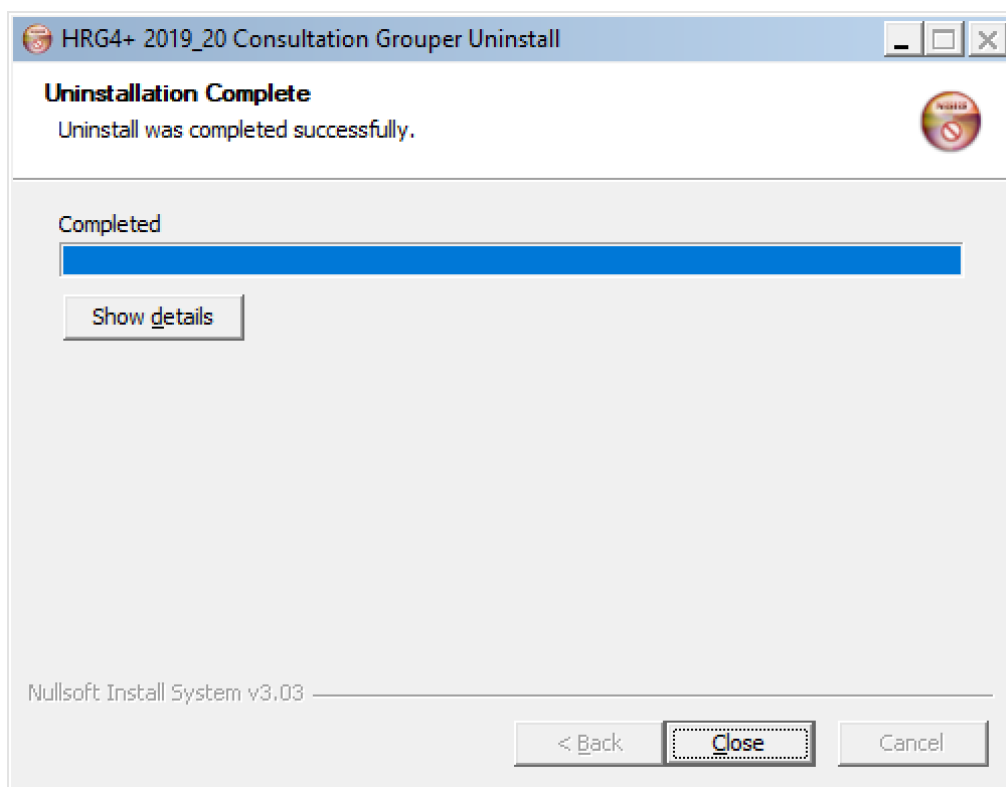 HRG4+ 2019_20 Consultation Grouper Uninstall
Uninstallation Complete
Uninstall was completed successfully.
Completed
Show details
Nullsoft Install System v3.03
< Back
Close
Cancel